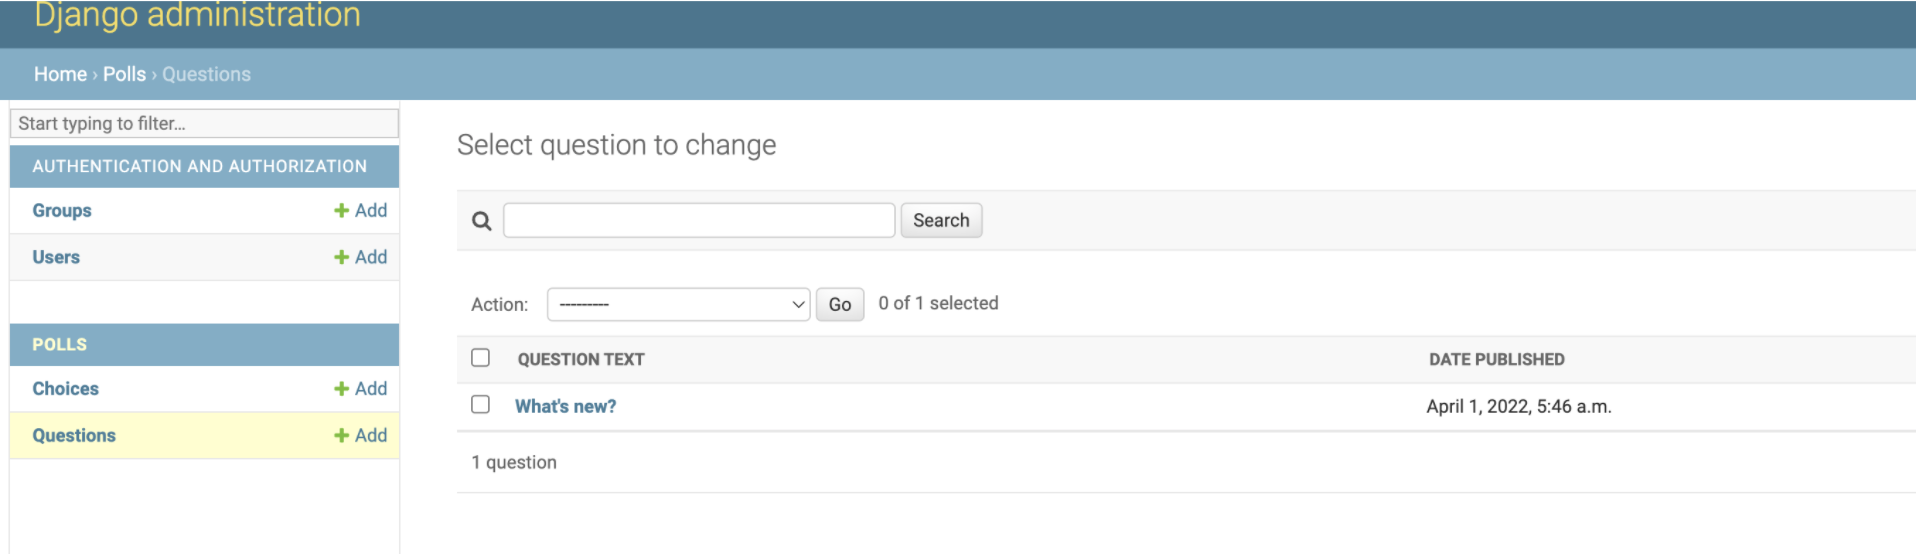 Django administration
Home › Polls › Questions
Start typing to filter...
AUTHENTICATION AND AUTHORIZATION
Groups + Add
Users + Add
POLLS
Choices + Add
Questions + Add
Select question to change
Search
Action: --------- Go 0 of 1 selected
QUESTION TEXT DATE PUBLISHED
What's new? April 1, 2022, 5:46 a.m.
1 question